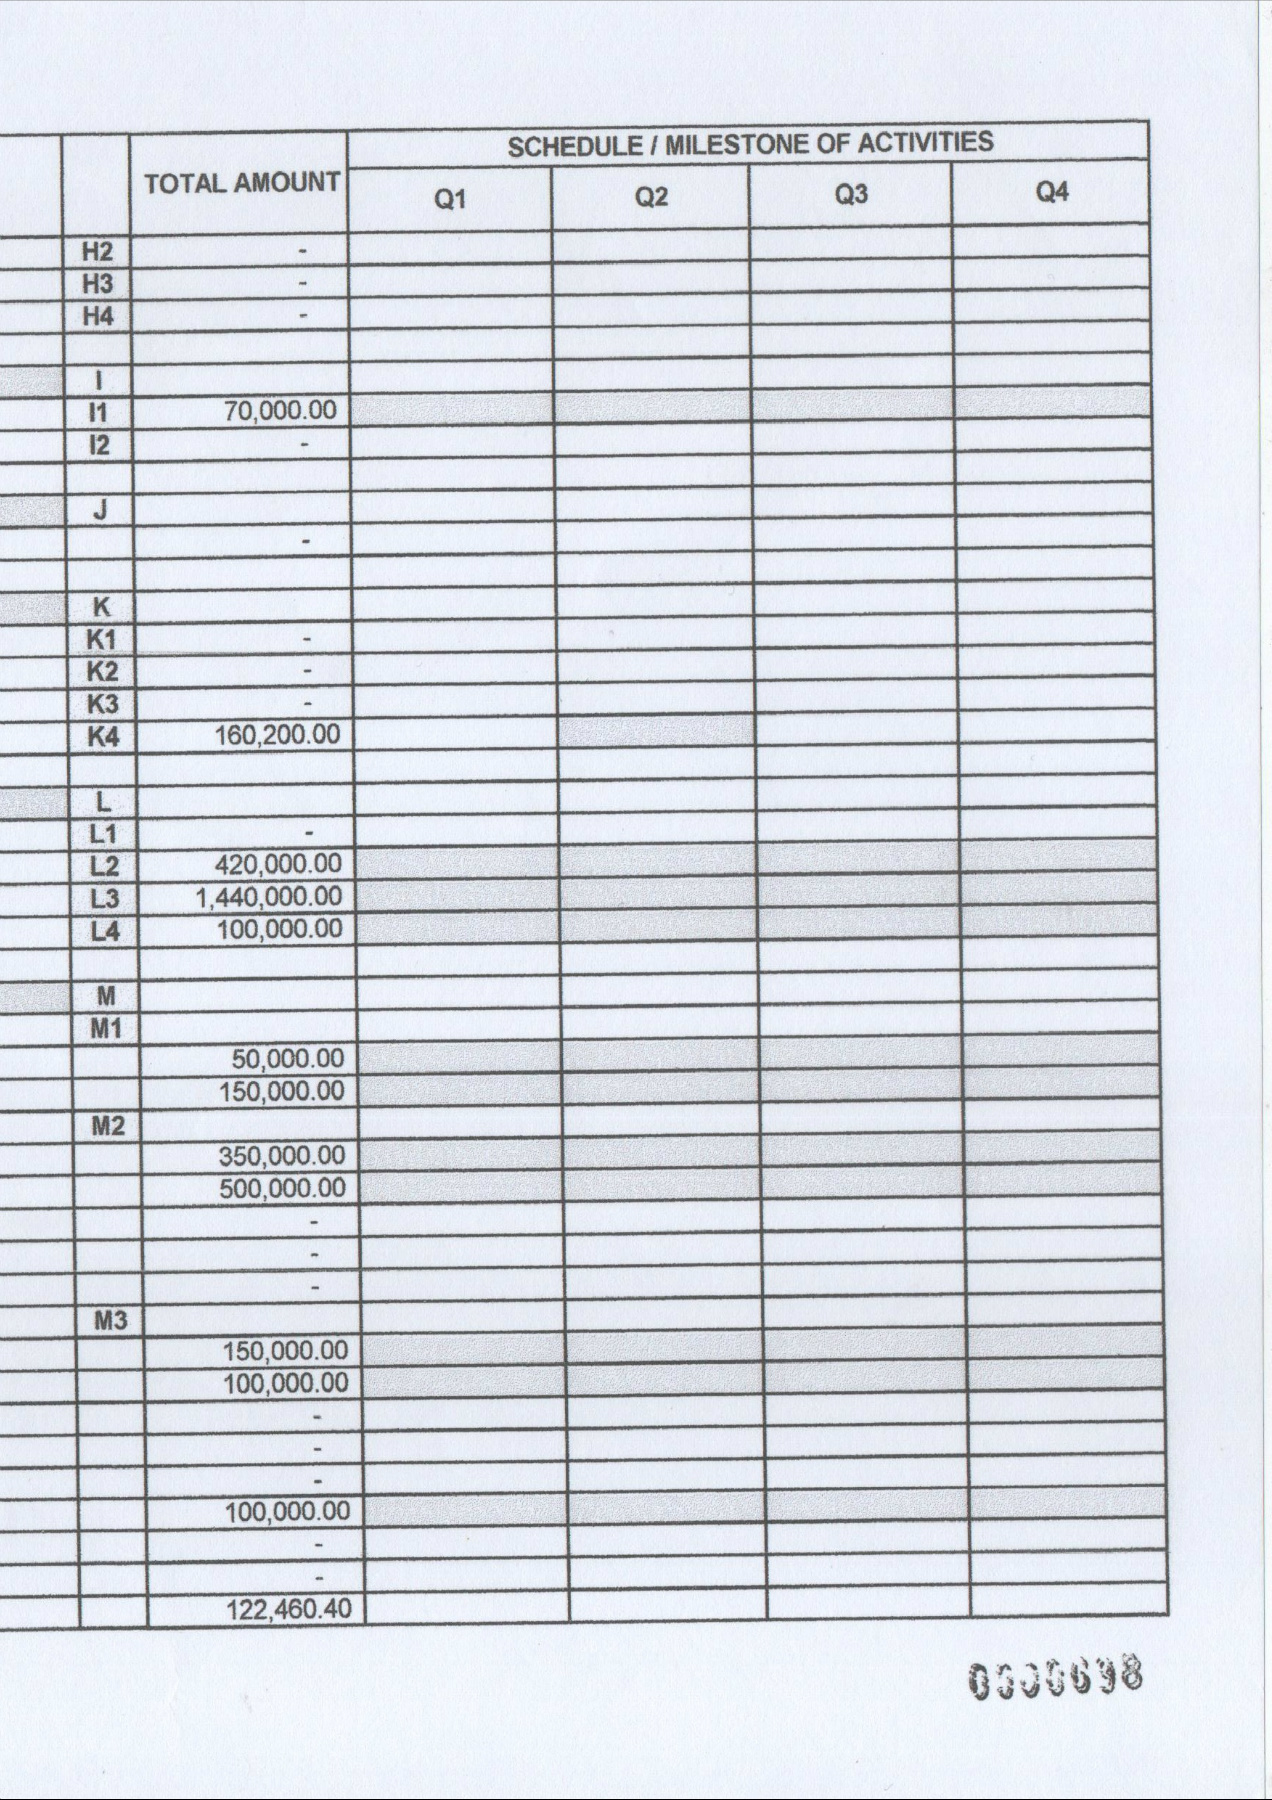 SCHEDULE / MILESTONE OF ACTIVITIES
TOTAL AMOUNT
Q1 Q2 Q3 Q4
H2 -
H3 -
H4 -
I
I1 70,000.00
I2 -
J
-
K
K1 -
K2 -
K3 -
K4 160,200.00
L
L1 -
L2 420,000.00
L3 1,440,000.00
L4 100,000.00
M
M1
50,000.00
150,000.00
M2
350,000.00
500,000.00
-
-
-
M3
150,000.00
100,000.00
-
-
-
100,000.00
-
-
122,460.40